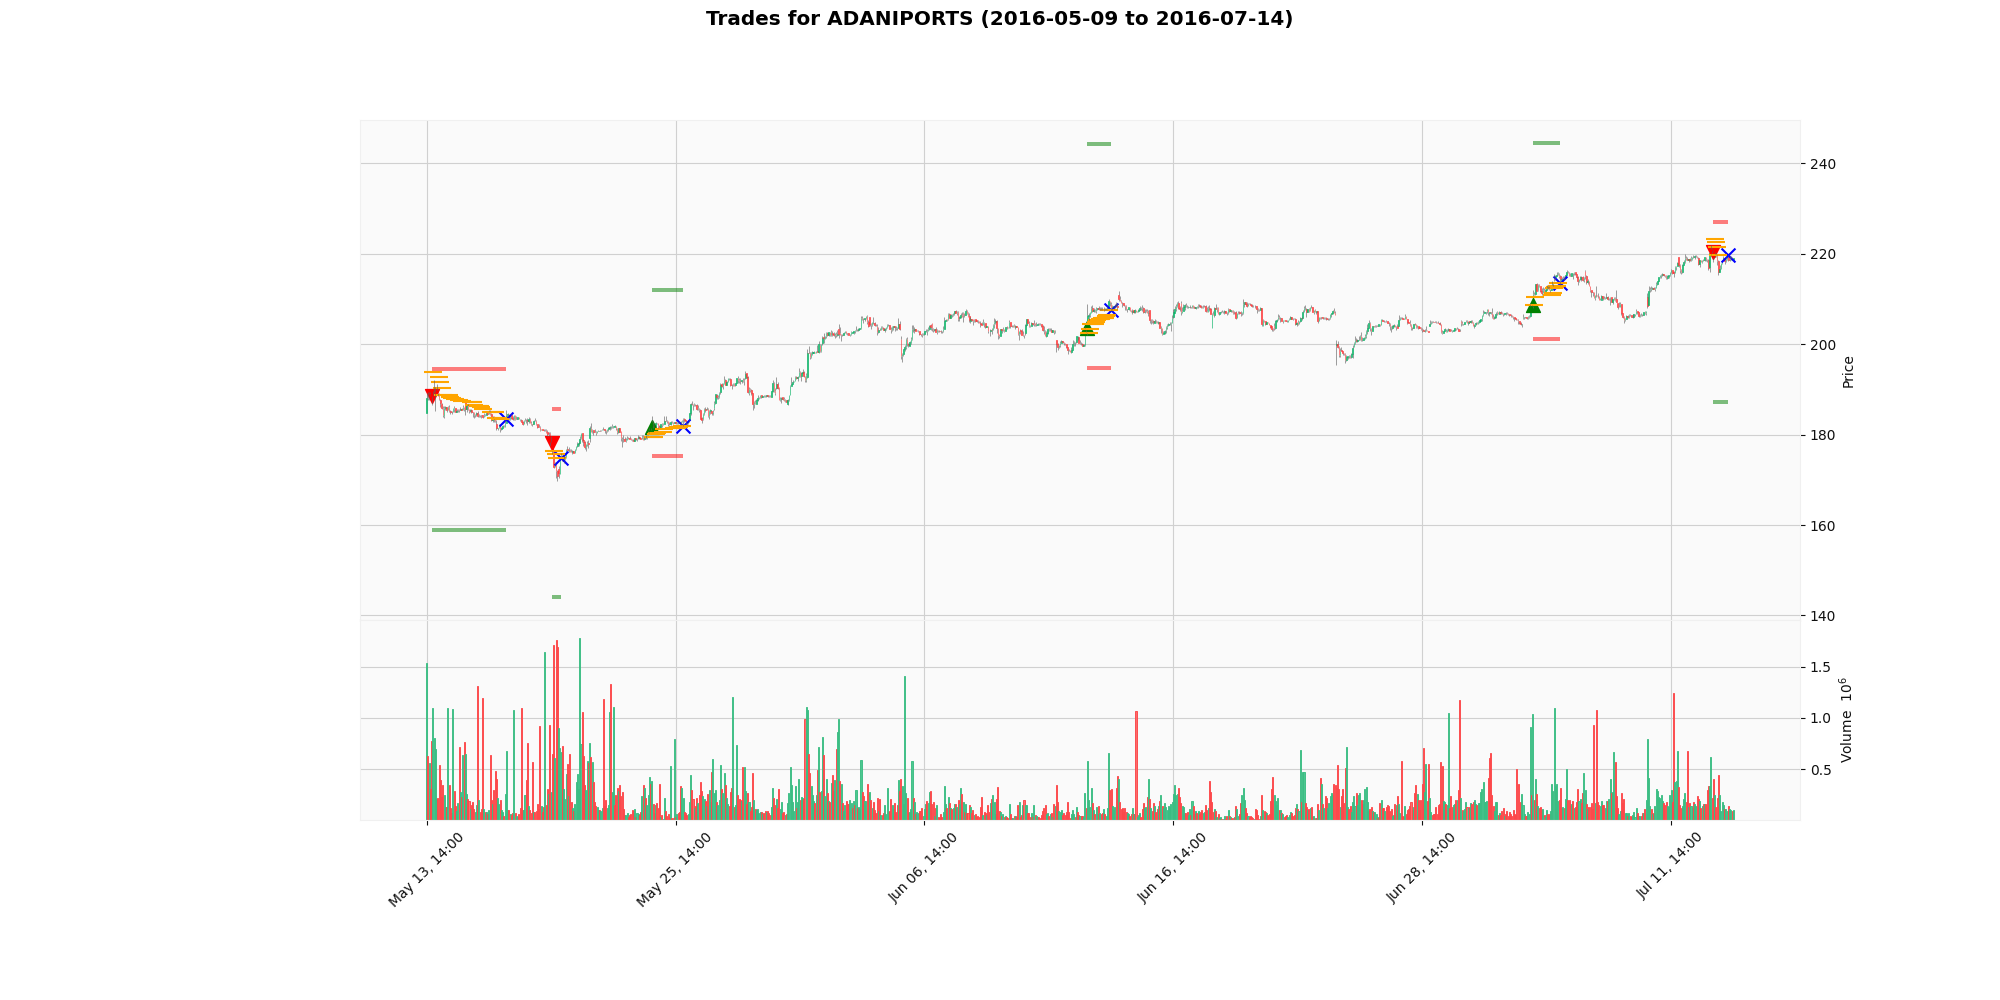 Trades for ADANIPORTS (2016-05-09 to 2016-07-14)
240
220
200
180
160
140
Price
1.5
1.0
0.5
Volume 10⁶
May 13, 14:00
May 25, 14:00
Jun 06, 14:00
Jun 16, 14:00
Jun 28, 14:00
Jul 11, 14:00